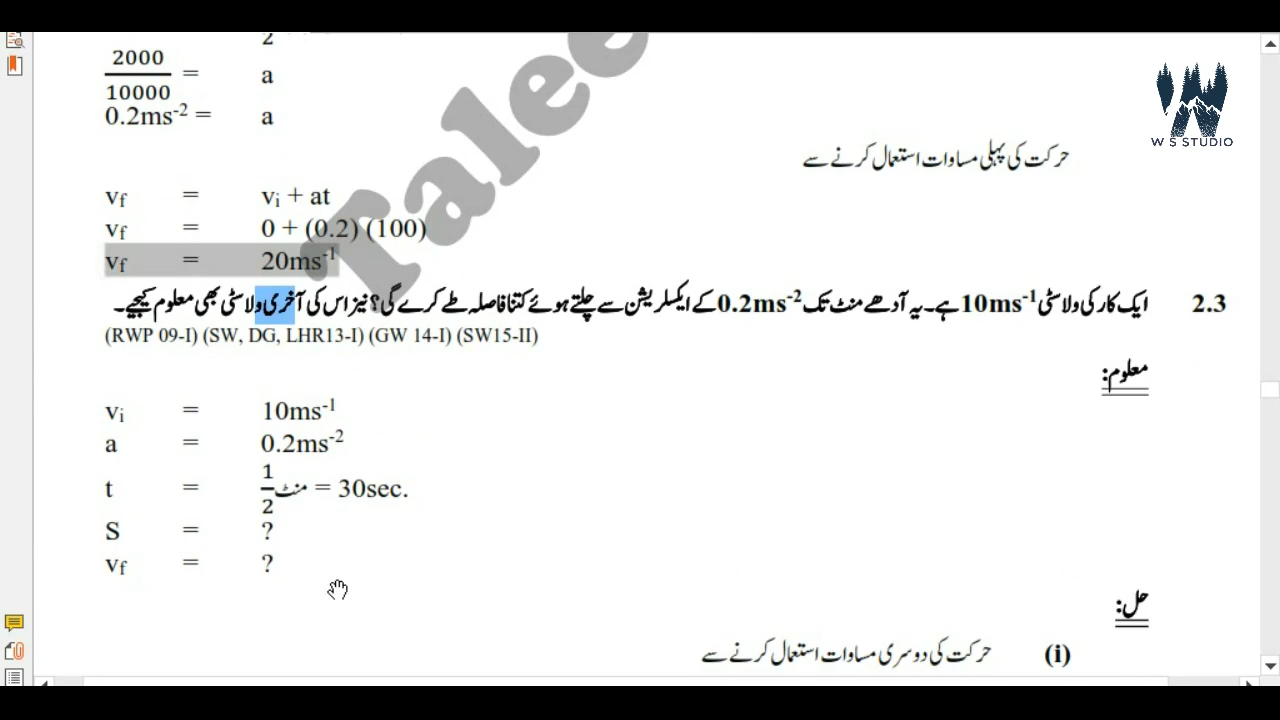 2
2000
10000 = a
0.2ms-2 = a
W S STUDIO
حرکت کی پہلی مساوات استعمال کرنے سے
vf = vi + at
vf = 0 + (0.2) (100)
vf = 20ms-1
2.3 ایک کار کی ولاسٹی 10ms-1 ہے۔ یہ آدھے منٹ تک 0.2ms-2 کے ایکسلریشن سے چلتے ہوئے کتنا فاصلہ طے کرے گی؟ نیز اس کی آخری ولاسٹی بھی معلوم کیجیے۔
(RWP 09-I) (SW, DG, LHR13-I) (GW 14-I) (SW15-II)
معلوم:
vi = 10ms-1
a = 0.2ms-2
t = 1/2 منٹ = 30sec.
S = ?
vf = ?
حل:
(i) حرکت کی دوسری مساوات استعمال کرنے سے
Talee